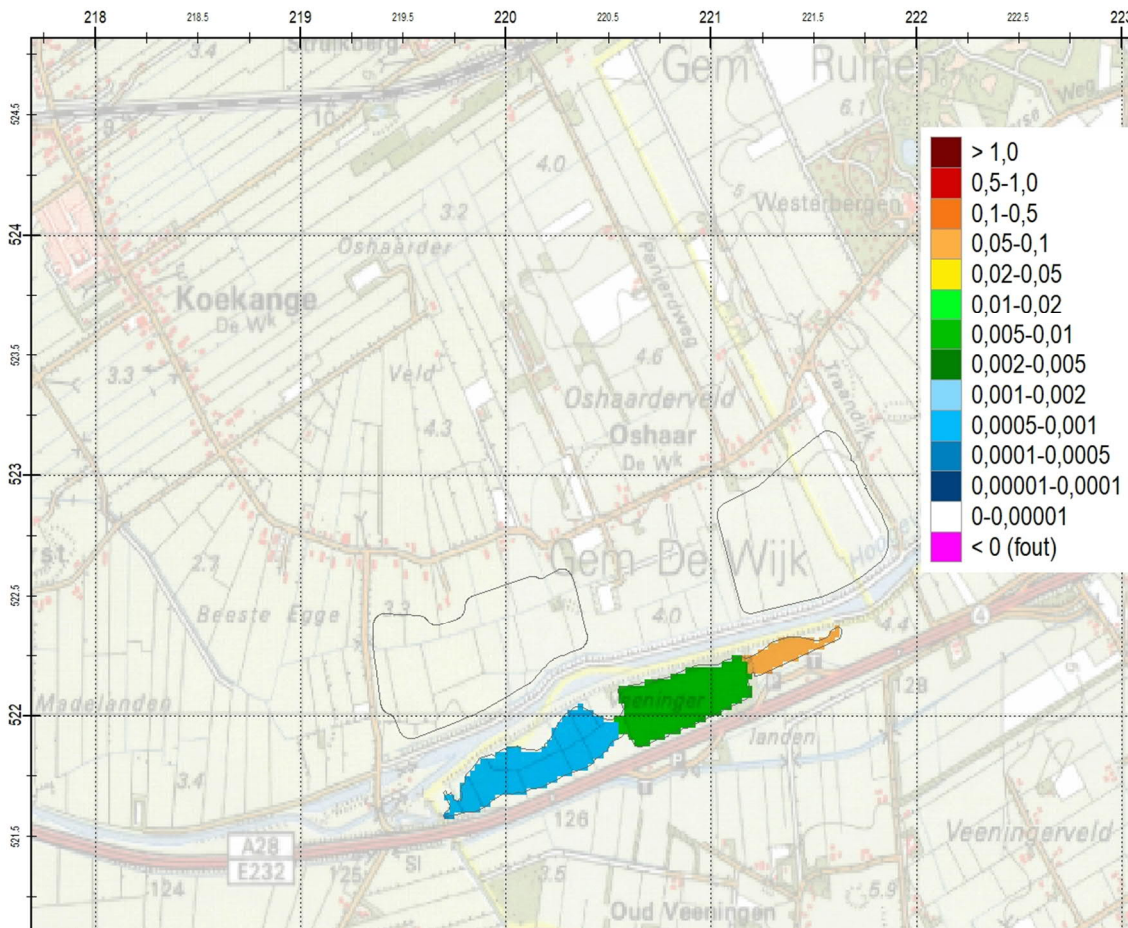 218 218.5 219 219.5 220 220.5 221 221.5 222 222.5 223
Struikberg
3.4
11
Gem Ruinen
Weg
6.1
524.5
9
10
4.0
5
> 1,0
0,5-1,0
0,1-0,5
0,05-0,1
0,02-0,05
0,01-0,02
0,005-0,01
0,002-0,005
0,001-0,002
0,0005-0,001
0,0001-0,0005
0,00001-0,0001
0-0,00001
< 0 (fout)
3.2
Westerbergen
524
Oshaarder
Koekange
De Wk
4.6
523.5
3.3
Veld
Oshaarderveld
Traandijk
4.3
Oshaar
De Wk
523
Gem De Wijk
522.5
Beeste Egge
3.3
4.0
4.4
4
Madelanden
522
128
landen
P
3.4
A28
E232
126
521.5
Veeningerveld
124
125
SI
3.5
5.9
Oud Veeningen